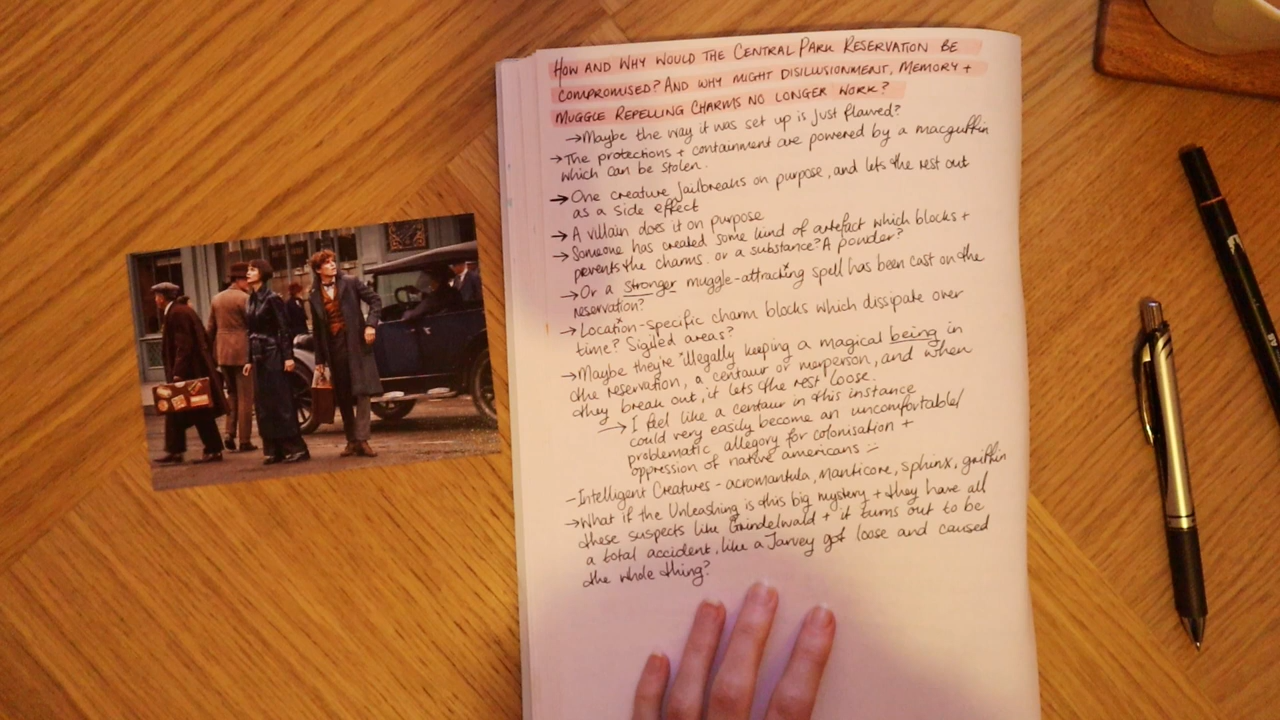 HOW AND WHY WOULD THE CENTRAL PARK RESERVATION BE
COMPROMISED? AND WHY MIGHT DISILLUSIONMENT, MEMORY +
MUGGLE REPELLING CHARMS NO LONGER WORK?
→ Maybe the way it was set up is just flawed?
→ The protections + containment are powered by a macguffin
which can be stolen.
→ One creature jailbreaks on purpose, and lets the rest out
as a side effect
→ A villain does it on purpose
→ Someone has created some kind of artefact which blocks +
prevents the charms. or a substance? A powder?
→ Or a stronger muggle-attracting spell has been cast on the
reservation?
→ Location-specific charm blocks which dissipate over
time? Sigiled areas?
→ Maybe they're illegally keeping a magical being in
the reservation, a centaur or merperson, and when
they break out, it lets the rest loose.
→ I feel like a centaur in this instance
could very easily become an uncomfortable/
problematic allegory for colonisation +
oppression of native americans :-
- Intelligent Creatures - acromantula, Manticore, sphinx, griffin
→ What if the Unleashing is this big mystery + they have all
these suspects like Grindelwald + it turns out to be
a total accident, like a Jarvey got loose and caused
the whole thing?